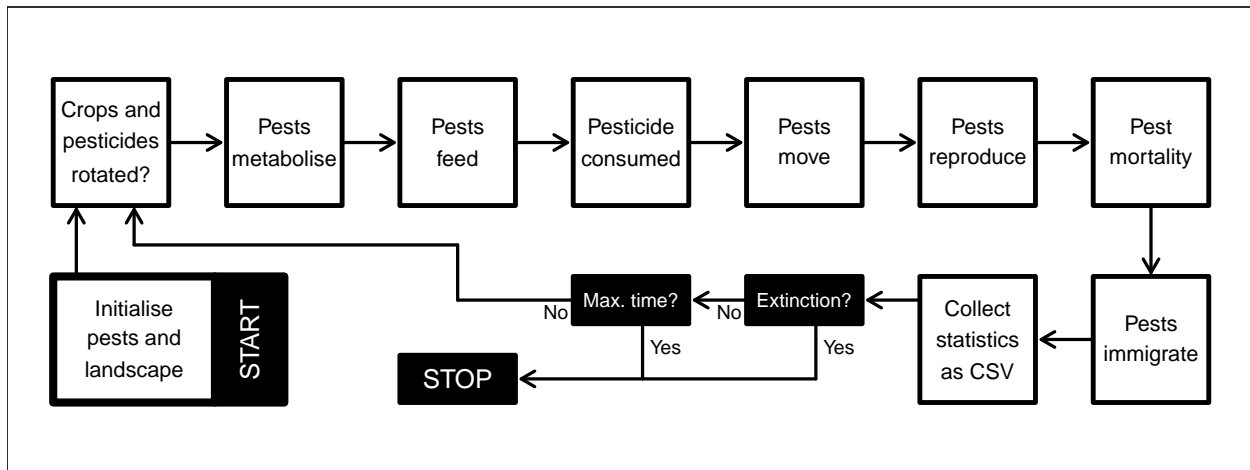 Crops and
pesticides
rotated?
Pests
metabolise
Pests
feed
Pesticide
consumed
Pests
move
Pests
reproduce
Pest
mortality
Initialise
pests and
landscape
START
Max. time?
No
Yes
Extinction?
No
Yes
Collect
statistics
as CSV
Pests
immigrate
STOP